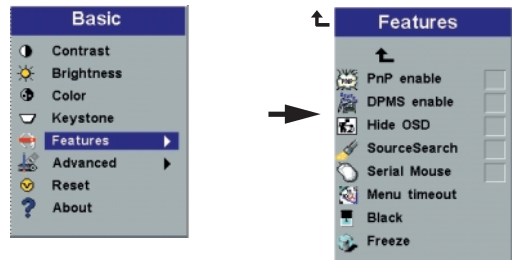 Basic
Contrast
Brightness
Color
Keystone
Features
Advanced
Reset
About
Features
PnP enable
DPMS enable
Hide OSD
SourceSearch
Serial Mouse
Menu timeout
Black
Freeze